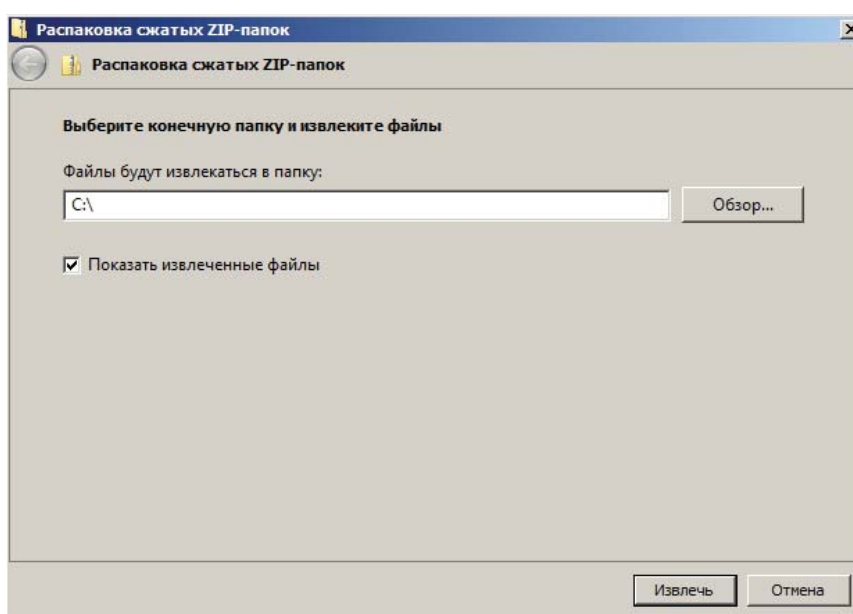 Распаковка сжатых ZIP-папок
Распаковка сжатых ZIP-папок
Выберите конечную папку и извлеките файлы
Файлы будут извлекаться в папку:
C:\
Обзор...
Показать извлеченные файлы
Извлечь
Отмена